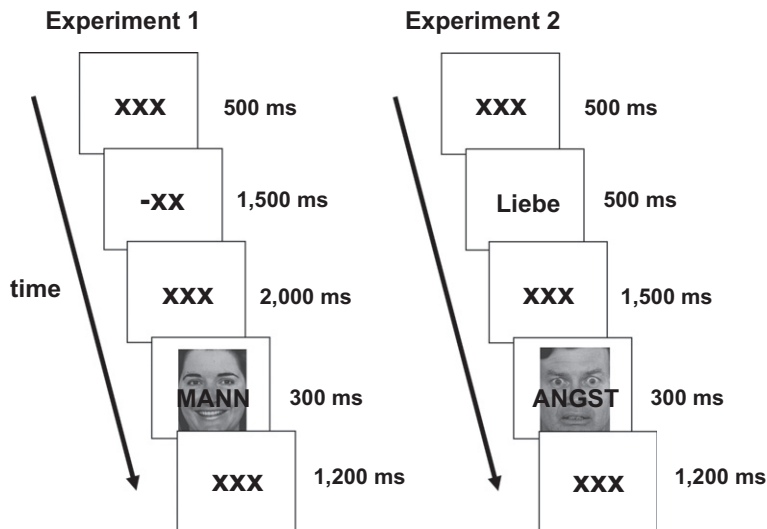 Experiment 1
xxx
500 ms
-xx
1,500 ms
xxx
2,000 ms
time
MANN
300 ms
xxx
1,200 ms
Experiment 2
xxx
500 ms
Liebe
500 ms
xxx
1,500 ms
ANGST
300 ms
xxx
1,200 ms